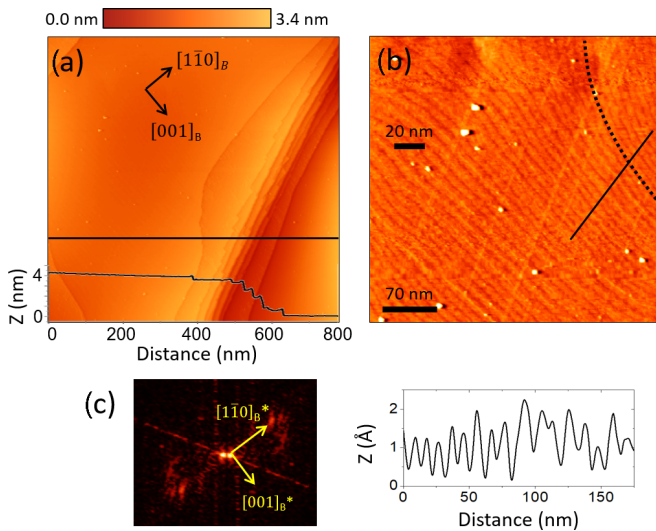 0.0 nm 3.4 nm
(a)
[11̅0]B
[001]B
4
0
Z (nm)
0 200 400 600 800
Distance (nm)
(b)
20 nm
70 nm
(c)
[11̅0]B*
[001]B*
2
1
0
Z (Å)
0 50 100 150
Distance (nm)